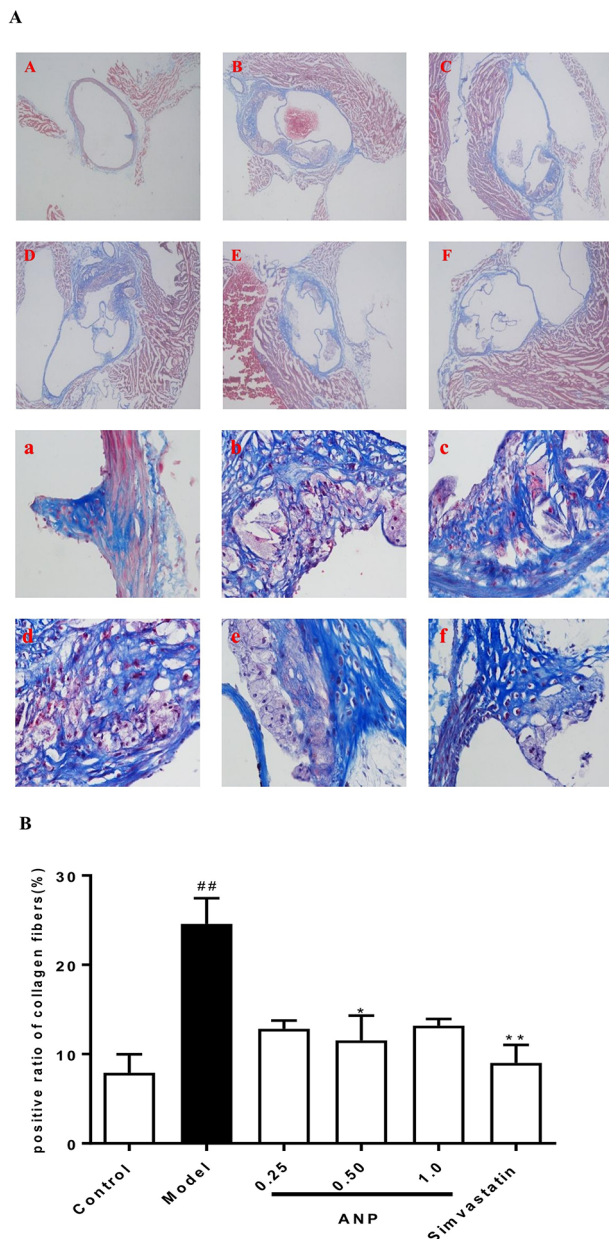 A
A B C
D E F
a b c
d e f
B
positive ratio of collagen fibers(%)
30
20
10
0
##
*
**
Control Model 0.25 0.50 1.0 Simvastatin
ANP